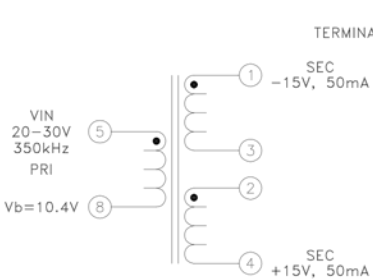 TERMINA
SEC
1
-15V, 50mA
VIN
20-30V
350kHz
PRI
5
3
2
Vb=10.4V
8
SEC
4
+15V, 50mA